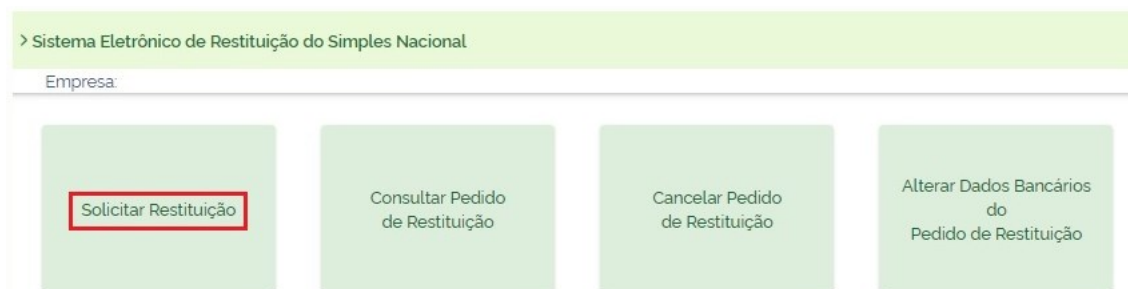 > Sistema Eletrônico de Restituição do Simples Nacional
Empresa:
Solicitar Restituição
Consultar Pedido
de Restituição
Cancelar Pedido
de Restituição
Alterar Dados Bancários
do
Pedido de Restituição